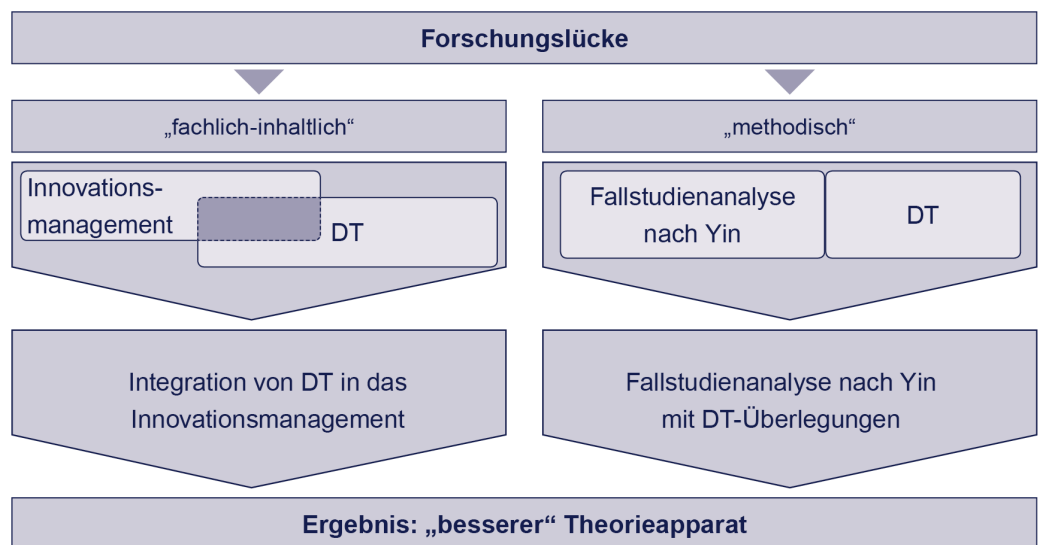 Forschungslücke
„fachlich-inhaltlich“
„methodisch“
Innovations-
management
DT
Fallstudienanalyse
nach Yin
DT
Integration von DT in das
Innovationsmanagement
Fallstudienanalyse nach Yin
mit DT-Überlegungen
Ergebnis: „besserer“ Theorieapparat